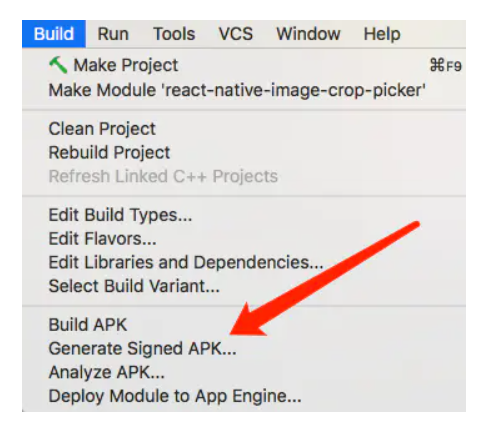 Build Run Tools VCS Window Help
Make Project ⌘F9
Make Module 'react-native-image-crop-picker'
Clean Project
Rebuild Project
Refresh Linked C++ Projects
Edit Build Types...
Edit Flavors...
Edit Libraries and Dependencies...
Select Build Variant...
Build APK
Generate Signed APK...
Analyze APK...
Deploy Module to App Engine...